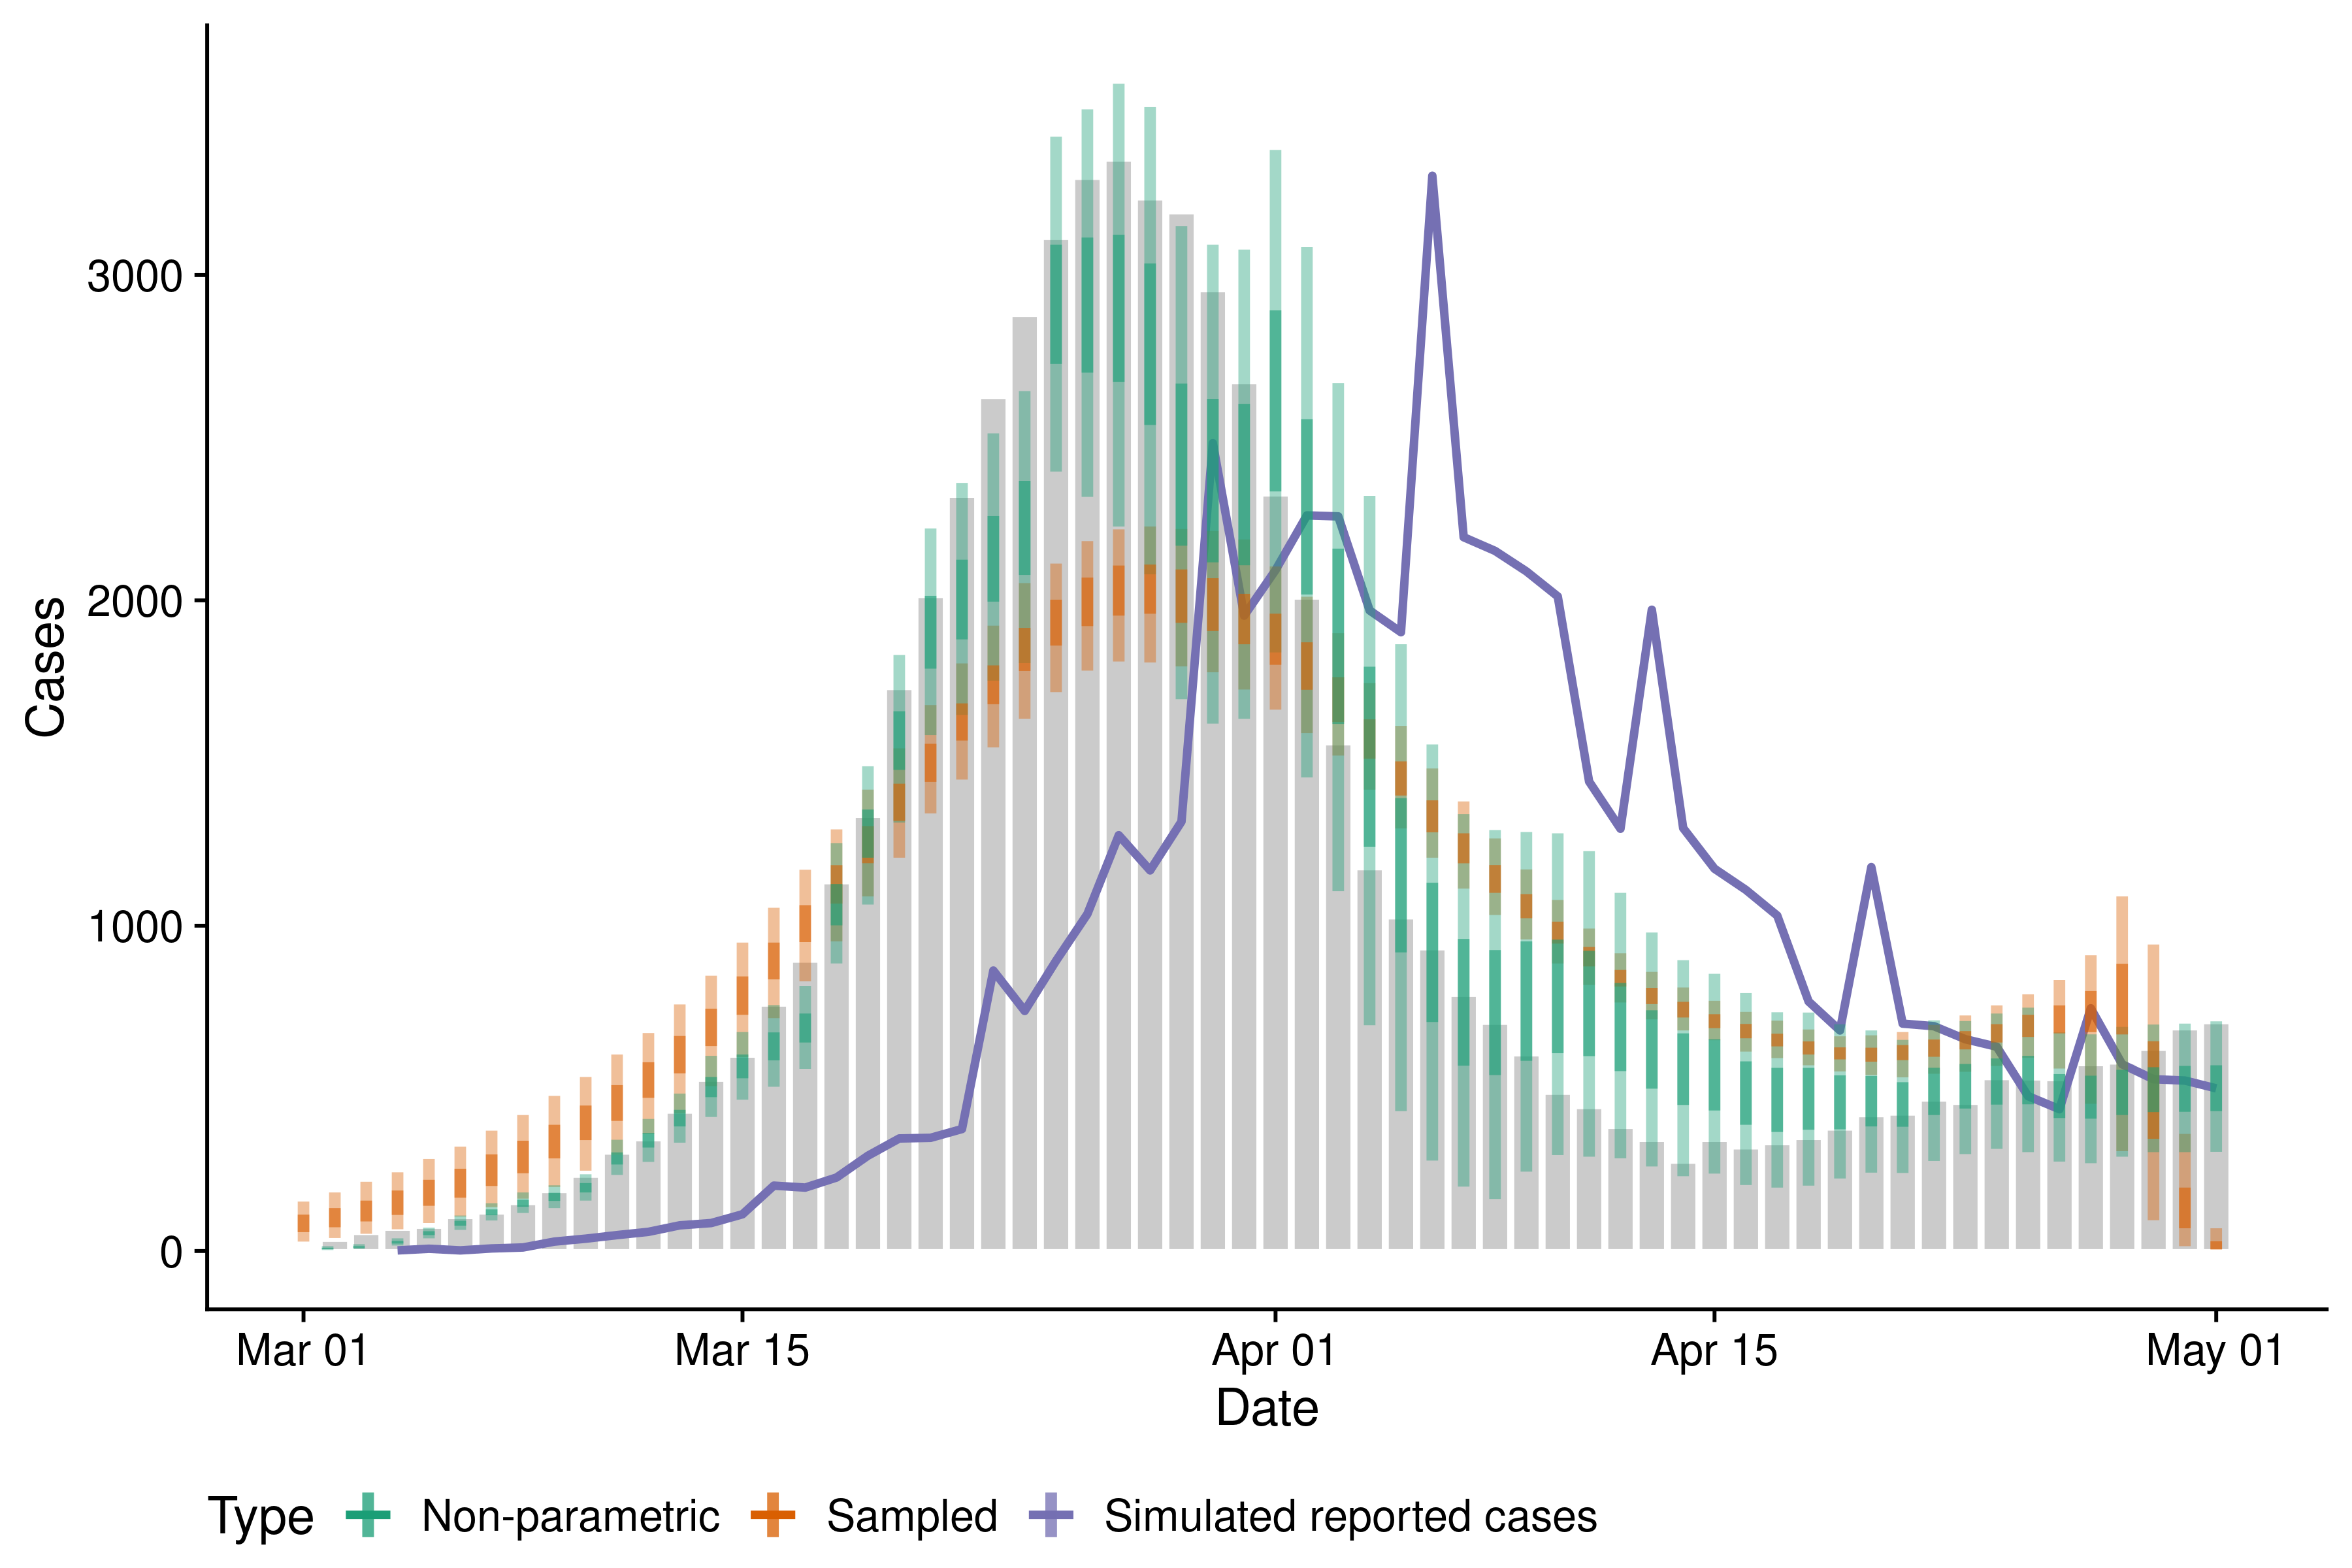 Cases
3000
2000
1000
0
Mar 01 Mar 15 Apr 01 Apr 15 May 01
Date
Type Non-parametric Sampled Simulated reported cases